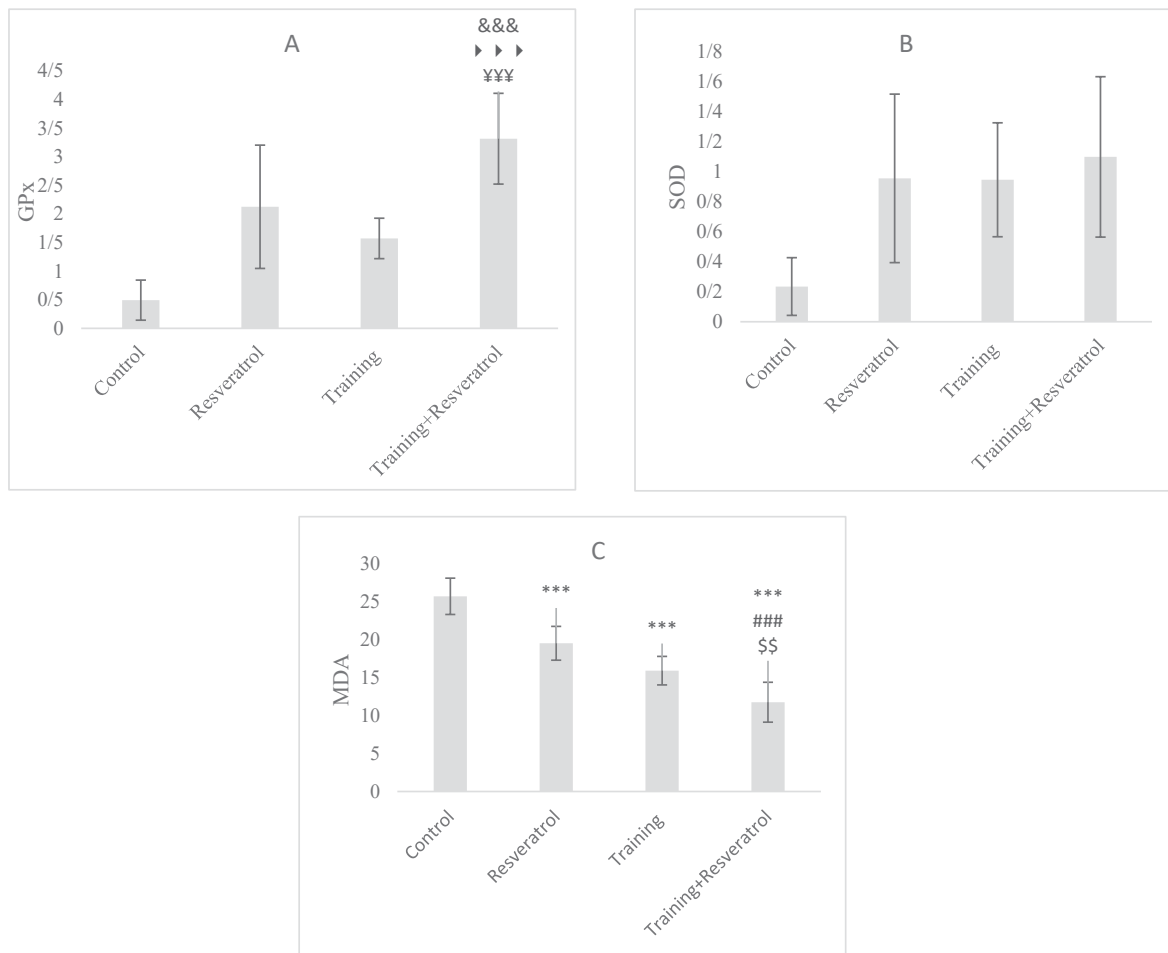 A
&&&
▶ ▶ ▶
¥¥¥
4/5
4
3/5
3
2/5
2
1/5
1
0/5
0
GPx
Control
Resveratrol
Training
Training+Resveratrol
B
1/8
1/6
1/4
1/2
1
0/8
0/6
0/4
0/2
0
SOD
Control
Resveratrol
Training
Training+Resveratrol
C
30
25
20
15
10
5
0
MDA
***
***
***
###
$$
Control
Resveratrol
Training
Training+Resveratrol